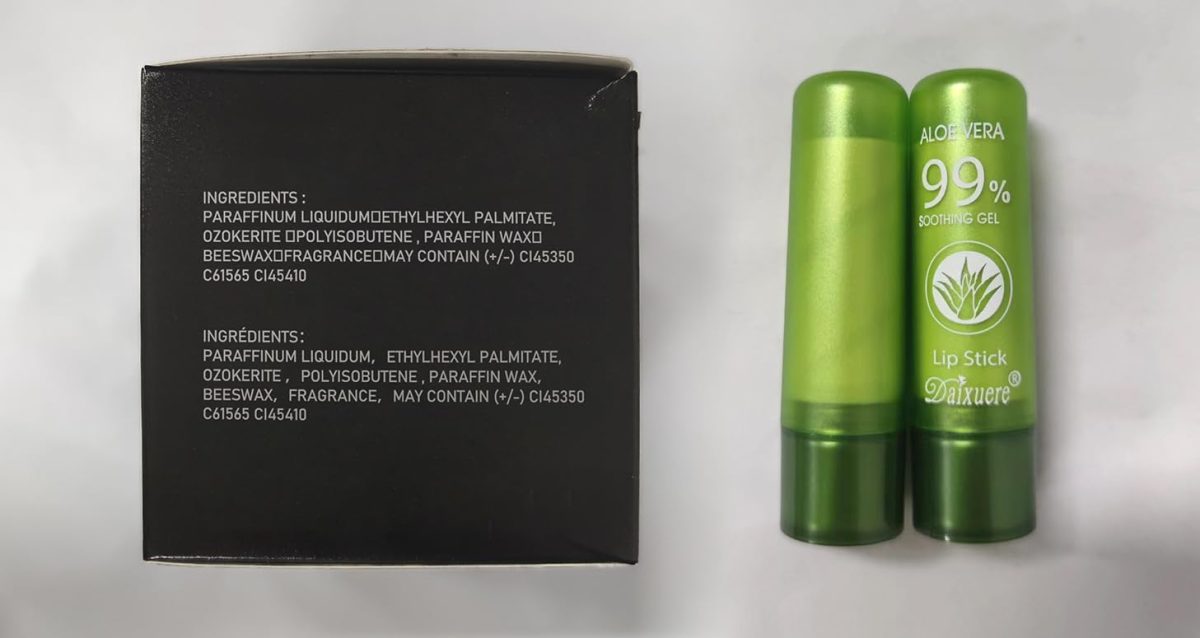 INGREDIENTS :
PARAFFINUM LIQUIDUM□ETHYLHEXYL PALMITATE,
OZOKERITE □POLYISOBUTENE , PARAFFIN WAX□
BEESWAX□FRAGRANCE□MAY CONTAIN (+/-) CI45350
C61565 CI45410
INGRÉDIENTS:
PARAFFINUM LIQUIDUM, ETHYLHEXYL PALMITATE,
OZOKERITE , POLYISOBUTENE , PARAFFIN WAX,
BEESWAX, FRAGRANCE, MAY CONTAIN (+/-) CI45350
C61565 CI45410
ALOE VERA
99%
SOOTHING GEL
Lip Stick
Daixuere®